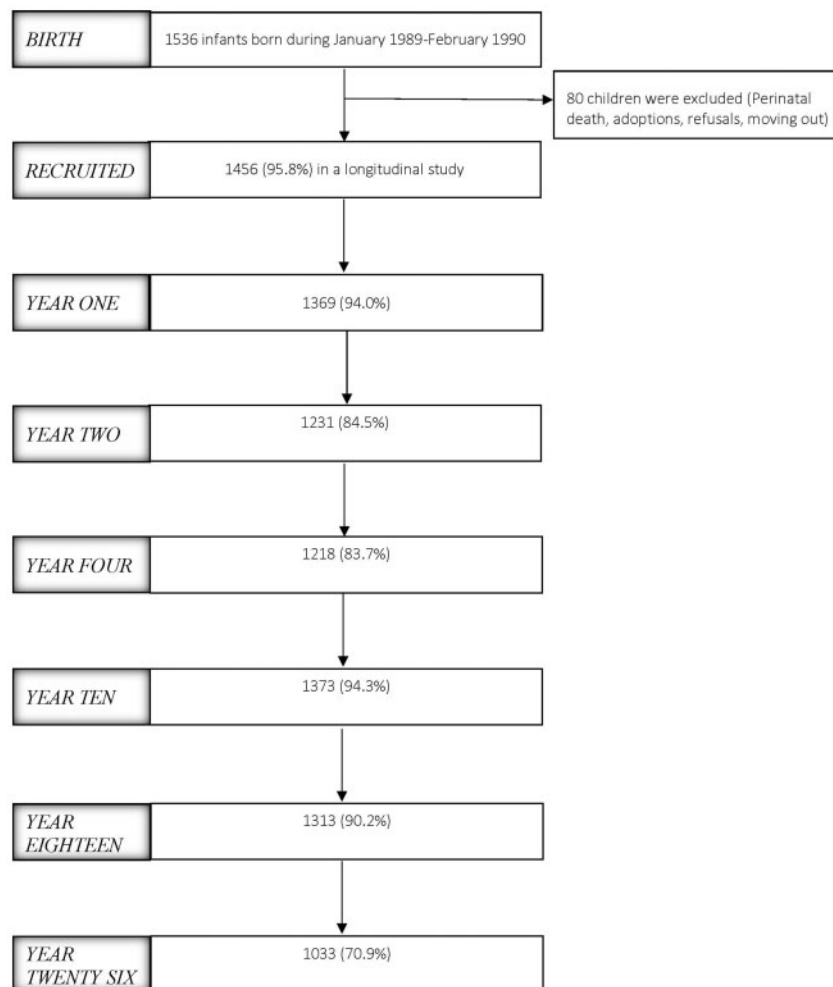 BIRTH
1536 infants born during January 1989-February 1990
80 children were excluded (Perinatal
death, adoptions, refusals, moving out)
RECRUITED
1456 (95.8%) in a longitudinal study
YEAR ONE
1369 (94.0%)
YEAR TWO
1231 (84.5%)
YEAR FOUR
1218 (83.7%)
YEAR TEN
1373 (94.3%)
YEAR
EIGHTEEN
1313 (90.2%)
YEAR
TWENTY SIX
1033 (70.9%)